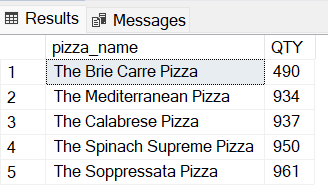 Results Messages
pizza_name QTY
1 The Brie Carre Pizza 490
2 The Mediterranean Pizza 934
3 The Calabrese Pizza 937
4 The Spinach Supreme Pizza 950
5 The Soppressata Pizza 961